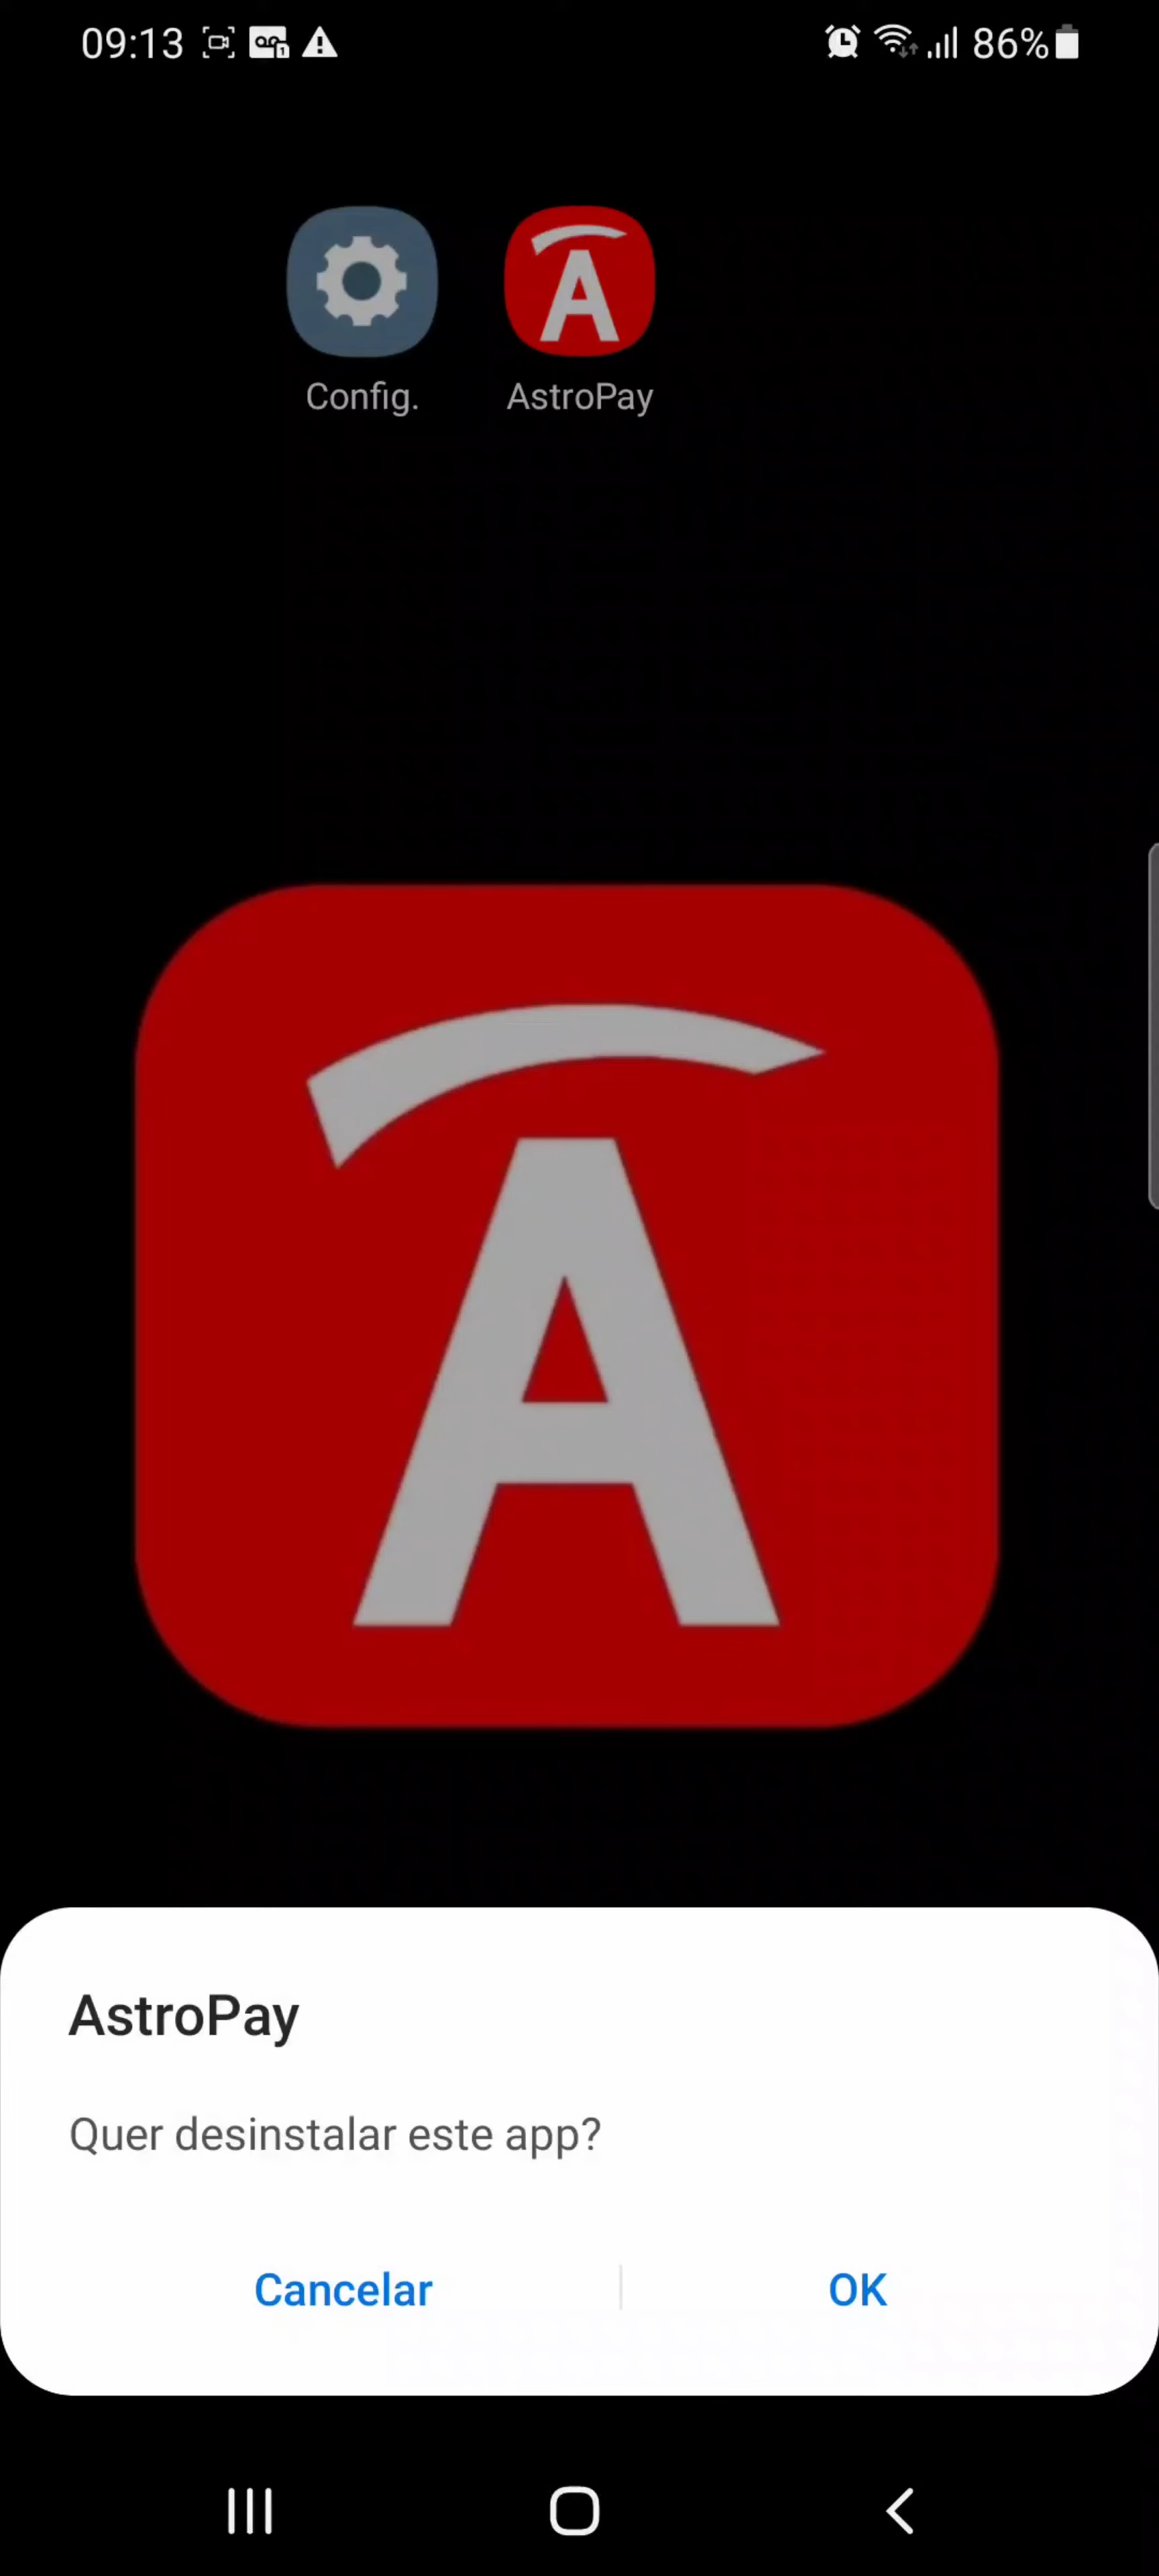 09:13 86%
Config. AstroPay
A
AstroPay
Quer desinstalar este app?
Cancelar OK